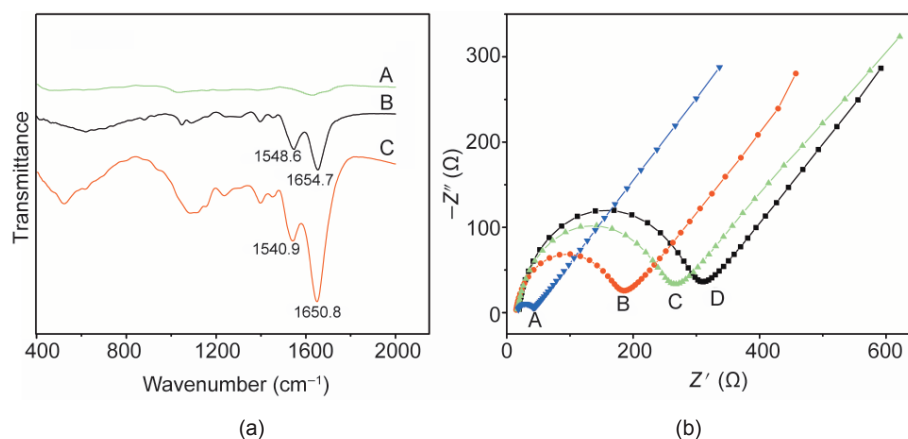 A
B
C
1548.6
1654.7
1540.9
1650.8
Transmittance
400
800
1200
1600
2000
Wavenumber (cm⁻¹)
(a)
300
200
100
0
−Z″ (Ω)
A
B
C
D
0
200
400
600
Z′ (Ω)
(b)